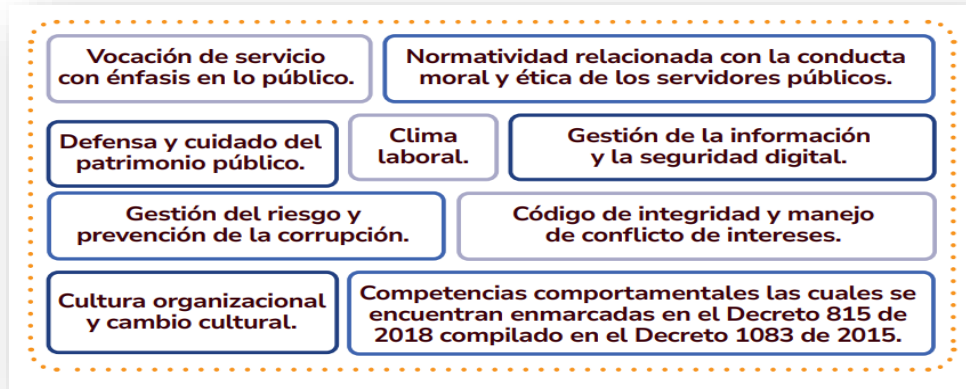 Vocación de servicio
con énfasis en lo público.
Normatividad relacionada con la conducta
moral y ética de los servidores públicos.
Defensa y cuidado del
patrimonio público.
Clima
laboral.
Gestión de la información
y la seguridad digital.
Gestión del riesgo y
prevención de la corrupción.
Código de integridad y manejo
de conflicto de intereses.
Cultura organizacional
y cambio cultural.
Competencias comportamentales las cuales se
encuentran enmarcadas en el Decreto 815 de
2018 compilado en el Decreto 1083 de 2015.